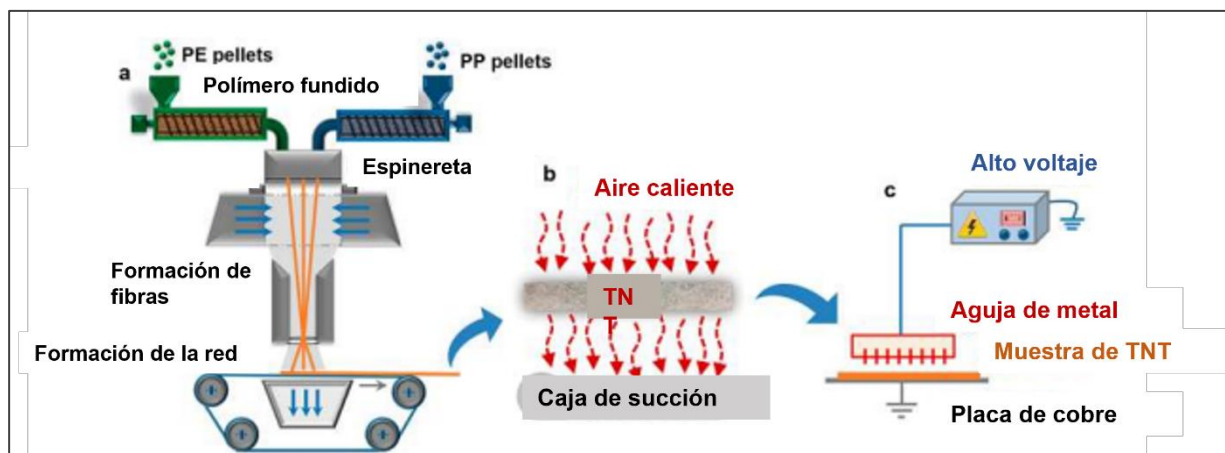 PE pellets
PP pellets
a
Polímero fundido
Espinereta
Formación de
fibras
Formación de la red
b
Aire caliente
TN
T
Caja de succión
c
Alto voltaje
Aguja de metal
Muestra de TNT
Placa de cobre